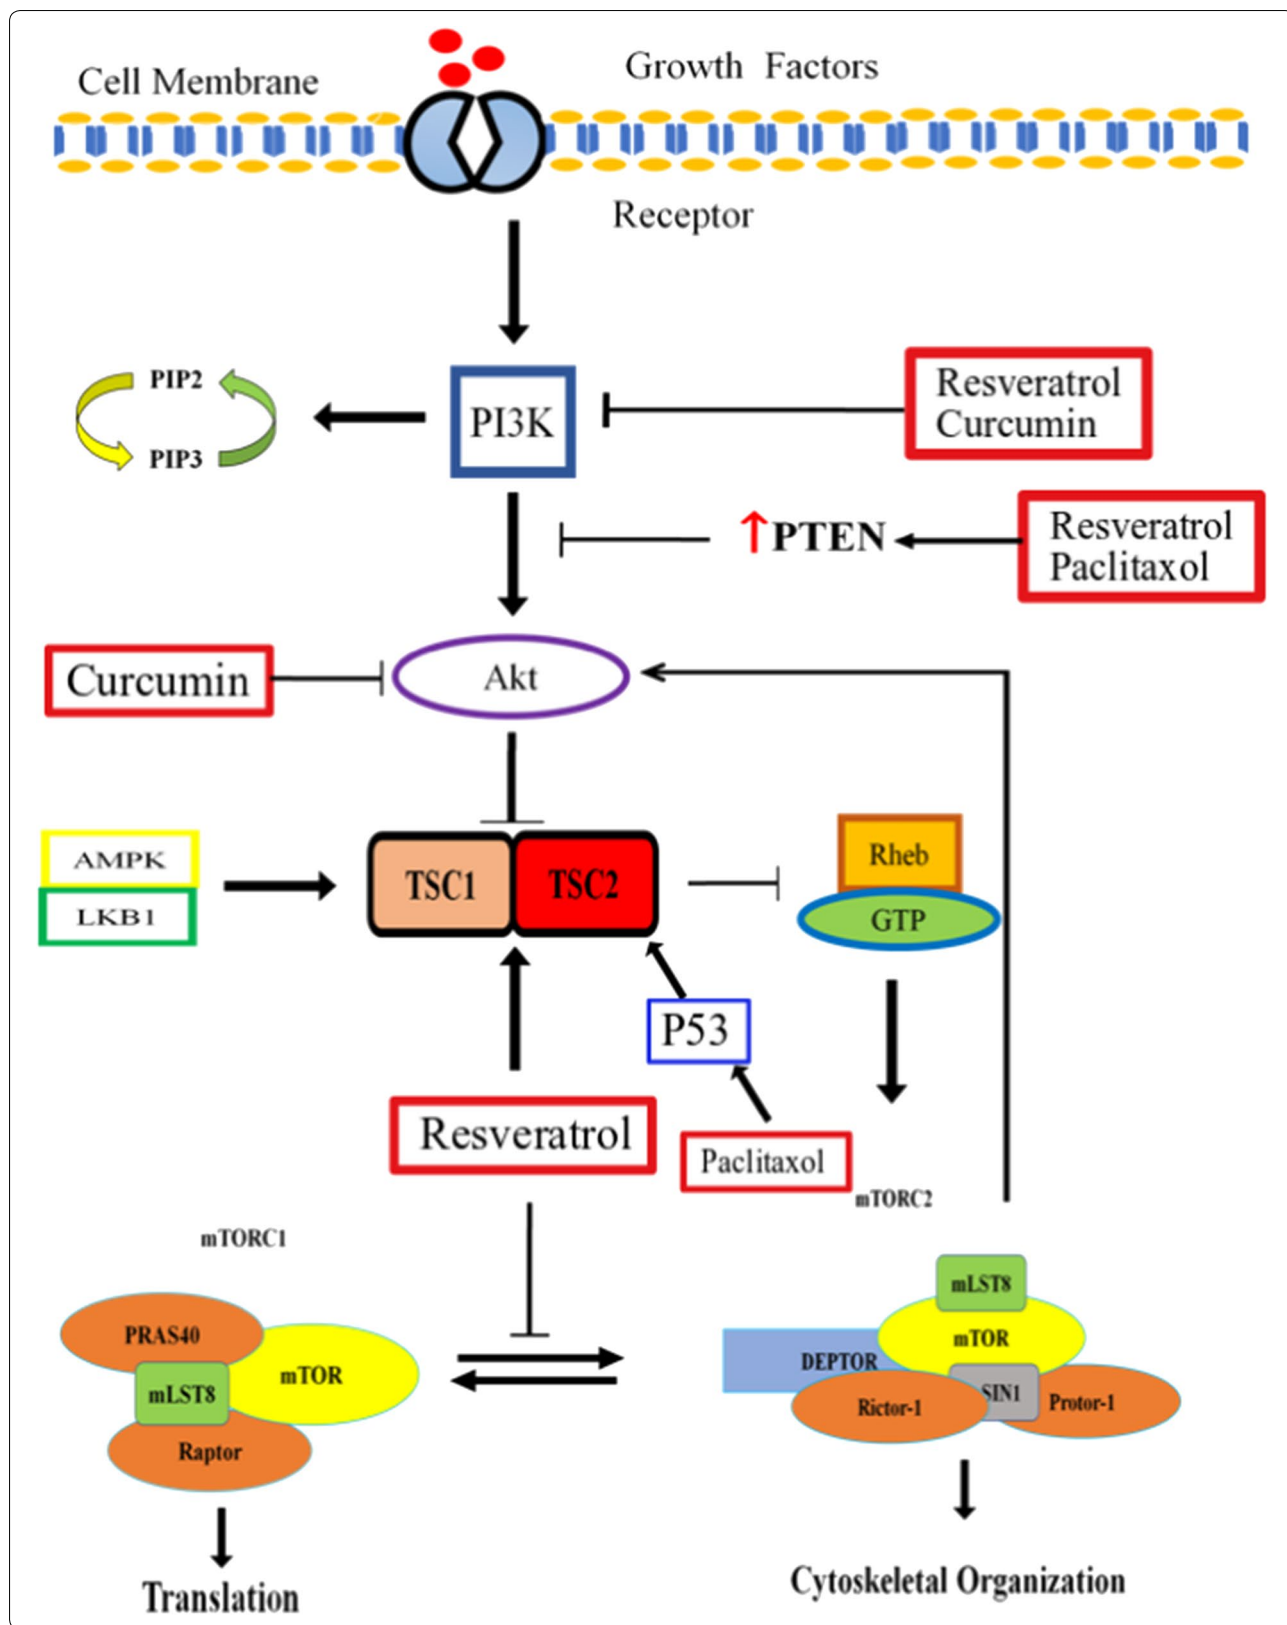 Growth Factors
Cell Membrane
Receptor
PIP2
PIP3
PI3K
Resveratrol
Curcumin
↑PTEN
Resveratrol
Paclitaxol
Curcumin
Akt
AMPK
LKB1
TSC1
TSC2
Rheb
GTP
P53
Resveratrol
Paclitaxol
mTORC2
mTORC1
PRAS40
mTOR
mLST8
Raptor
mLST8
mTOR
DEPTOR
SIN1
Rictor-1
Protor-1
Translation
Cytoskeletal Organization